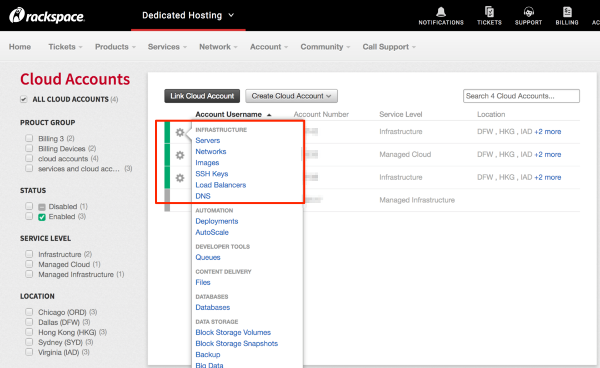 rackspace
Dedicated Hosting
NOTIFICATIONS TICKETS SUPPORT BILLING AC
Home Tickets Products Services Network Account Community Call Support
Cloud Accounts
ALL CLOUD ACCOUNTS (4)
PRODUCT GROUP
Billing 3 (2)
Billing Devices (2)
cloud accounts (4)
services and cloud acc... (3)
STATUS
Disabled (1)
Enabled (3)
SERVICE LEVEL
Infrastructure (2)
Managed Cloud (1)
Managed Infrastructure (1)
LOCATION
Chicago (ORD) (3)
Dallas (DFW) (3)
Hong Kong (HKG) (3)
Sydney (SYD) (3)
Virginia (IAD) (3)
Link Cloud Account Create Cloud Account Search 4 Cloud Accounts...
Account Username Account Number Service Level Location
Infrastructure DFW , HKG , IAD +2 more
Managed Cloud DFW , HKG , IAD +2 more
Infrastructure DFW , HKG , IAD +2 more
Managed Infrastructure
INFRASTRUCTURE
Servers
Networks
Images
SSH Keys
Load Balancers
DNS
AUTOMATION
Deployments
AutoScale
DEVELOPER TOOLS
Queues
CONTENT DELIVERY
Files
DATABASES
Databases
DATA STORAGE
Block Storage Volumes
Block Storage Snapshots
Backup
Big Data